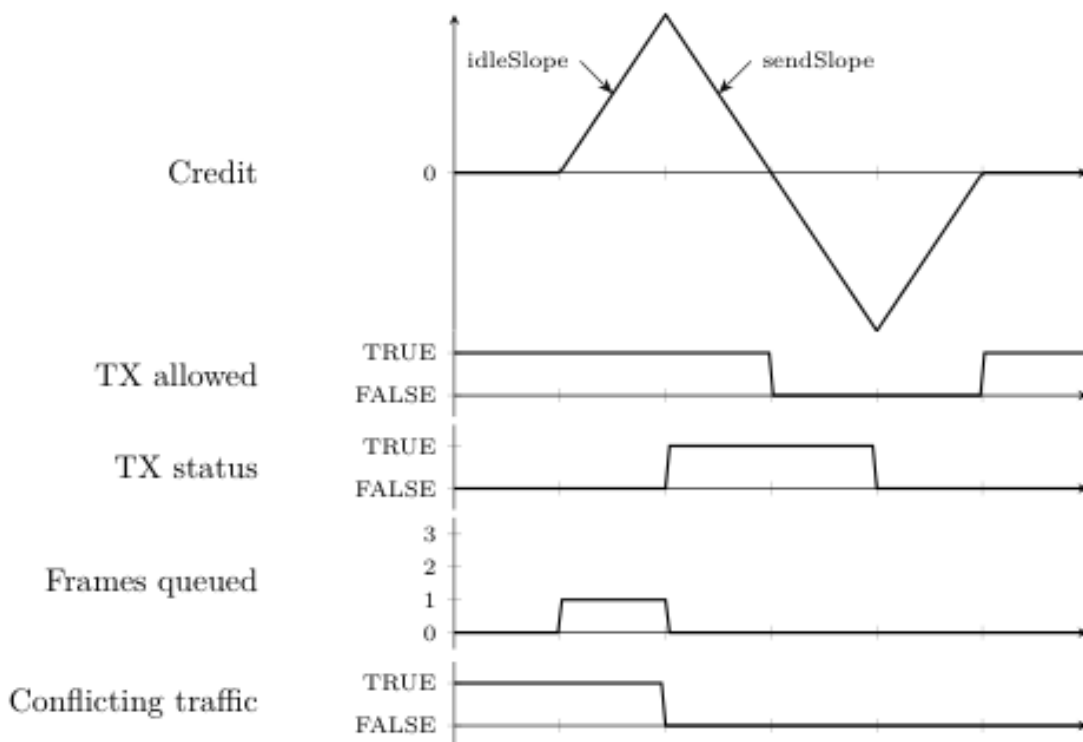 idleSlope
sendSlope
Credit
0
TX allowed
TRUE
FALSE
TX status
TRUE
FALSE
Frames queued
3
2
1
0
Conflicting traffic
TRUE
FALSE